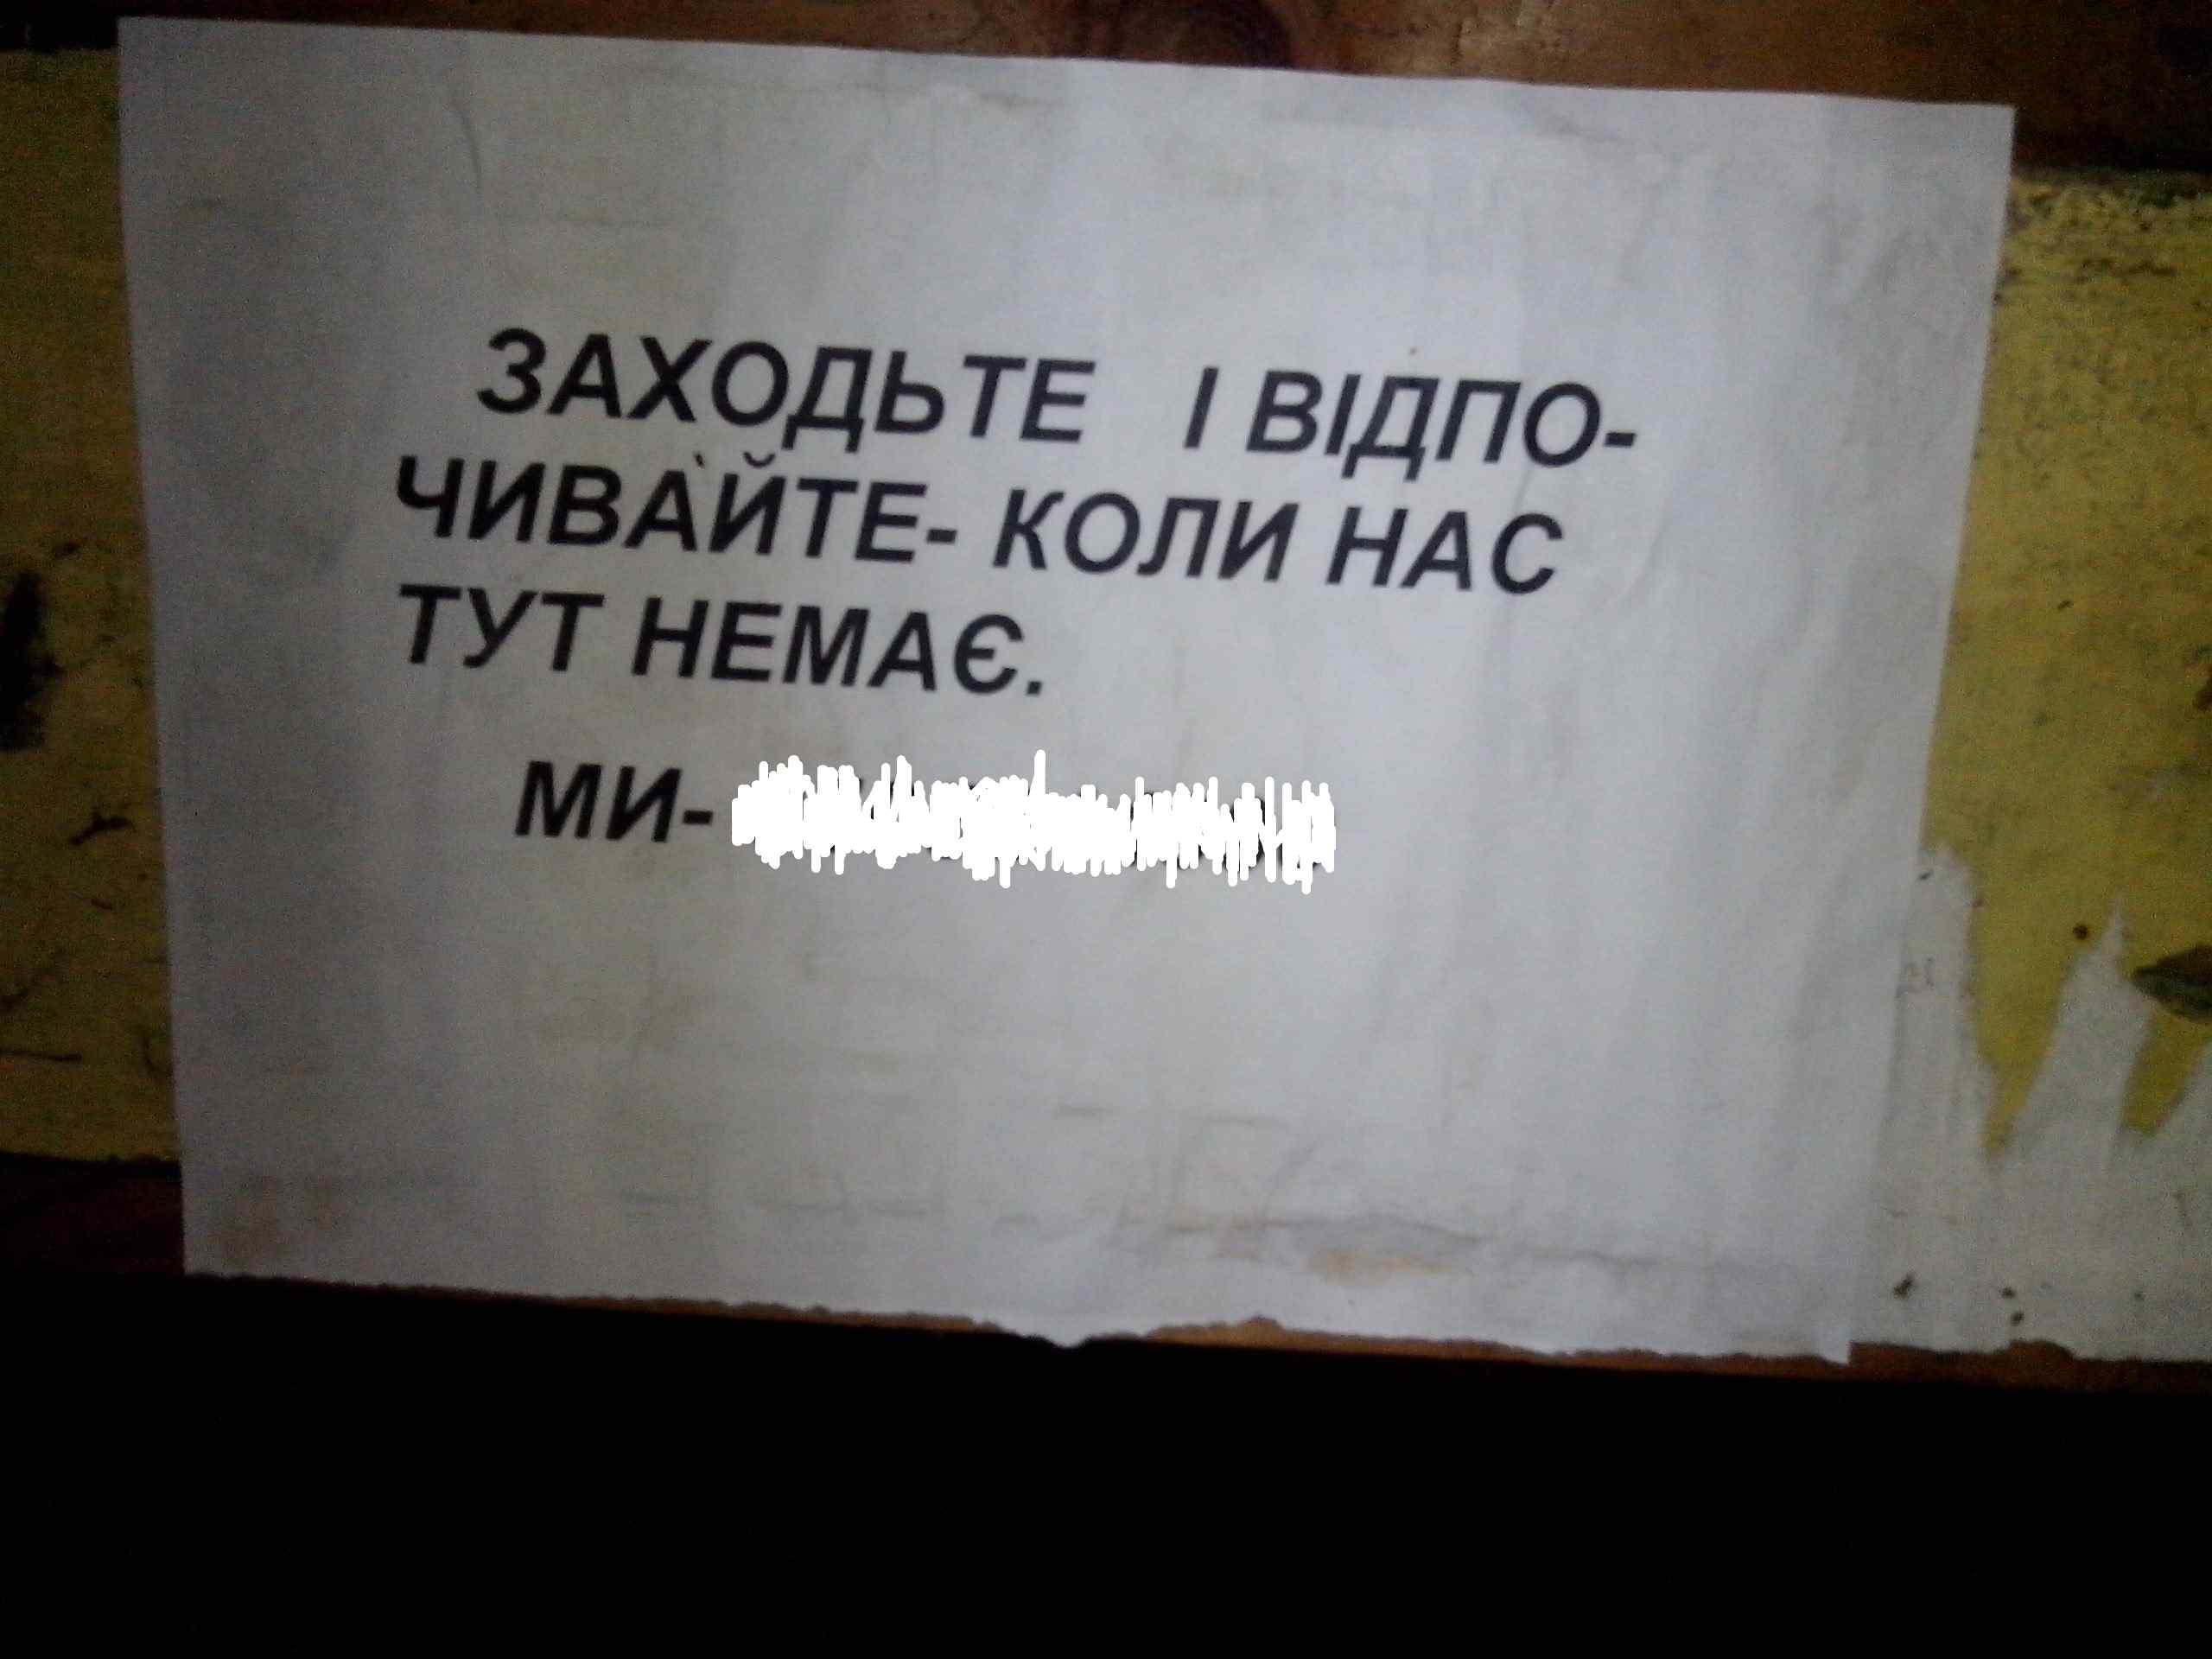 ЗАХОДЬТЕ І ВІДПО-
ЧИВАЙТЕ- КОЛИ НАС
ТУТ НЕМАЄ.
МИ-